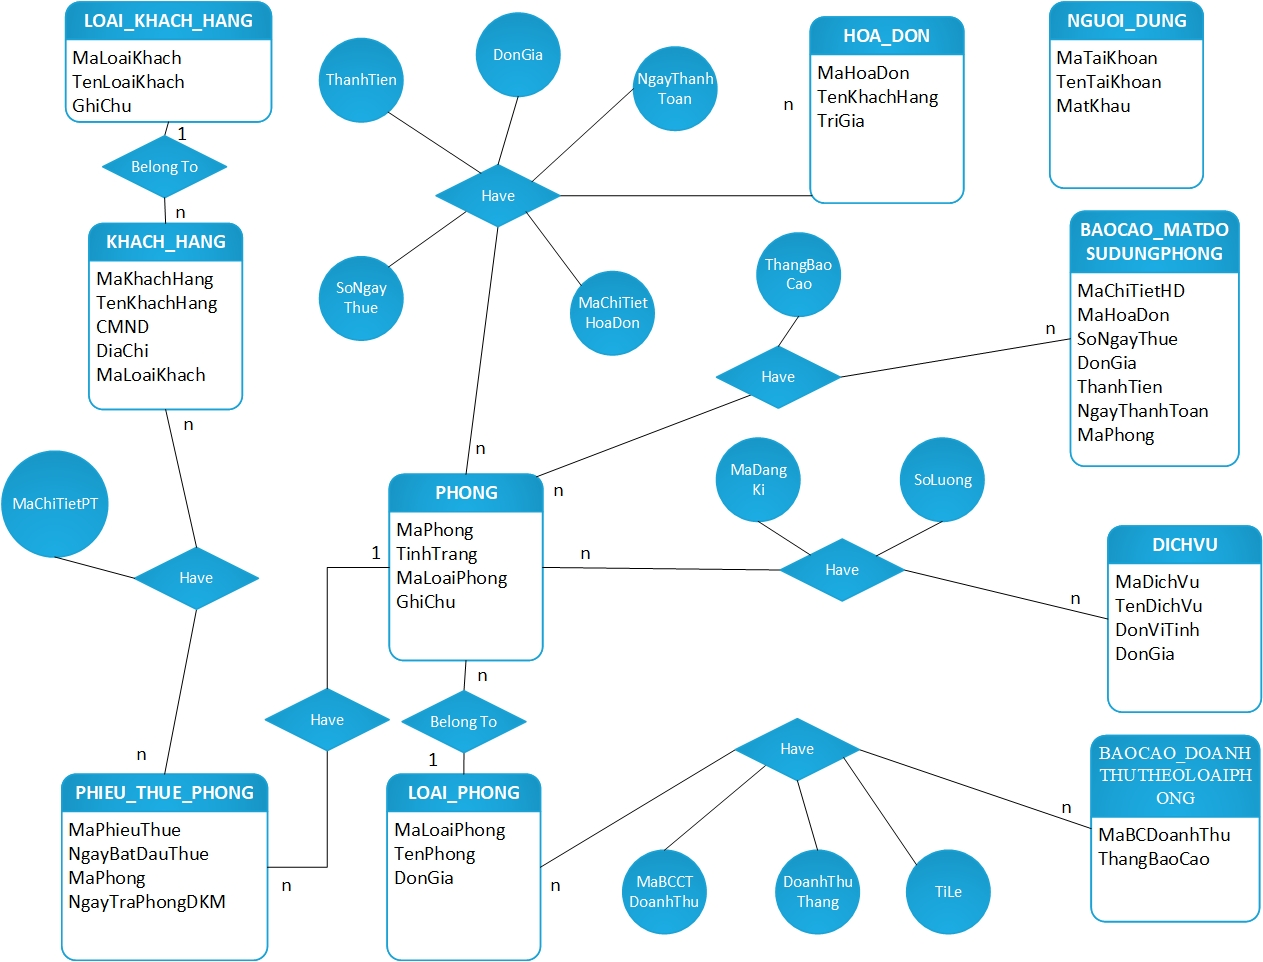 LOAI_KHACH_HANG
MaLoaiKhach
TenLoaiKhach
GhiChu
1
Belong To
n
KHACH_HANG
MaKhachHang
TenKhachHang
CMND
DiaChi
MaLoaiKhach
n
MaChiTietPT
Have
n
PHIEU_THUE_PHONG
MaPhieuThue
NgayBatDauThue
MaPhong
NgayTraPhongDKM
n
Have
1
ThanhTien
DonGia
NgayThanh
Toan
Have
SoNgay
Thue
MaChiTiet
HoaDon
n
HOA_DON
MaHoaDon
TenKhachHang
TriGia
n
NGUOI_DUNG
MaTaiKhoan
TenTaiKhoan
MatKhau
BAOCAO_MATDO
SUDUNGPHONG
MaChiTietHD
MaHoaDon
SoNgayThue
DonGia
ThanhTien
NgayThanhToan
MaPhong
n
ThangBao
Cao
Have
n
PHONG
MaPhong
TinhTrang
MaLoaiPhong
GhiChu
n
MaDang
Ki
SoLuong
Have
n
DICHVU
MaDichVu
TenDichVu
DonViTinh
DonGia
n
Belong To
1
LOAI_PHONG
MaLoaiPhong
TenPhong
DonGia
n
Have
MaBCCT
DoanhThu
DoanhThu
Thang
TiLe
n
BAOCAO_DOANH
THUTHEOLOAIPH
ONG
MaBCDoanhThu
ThangBaoCao